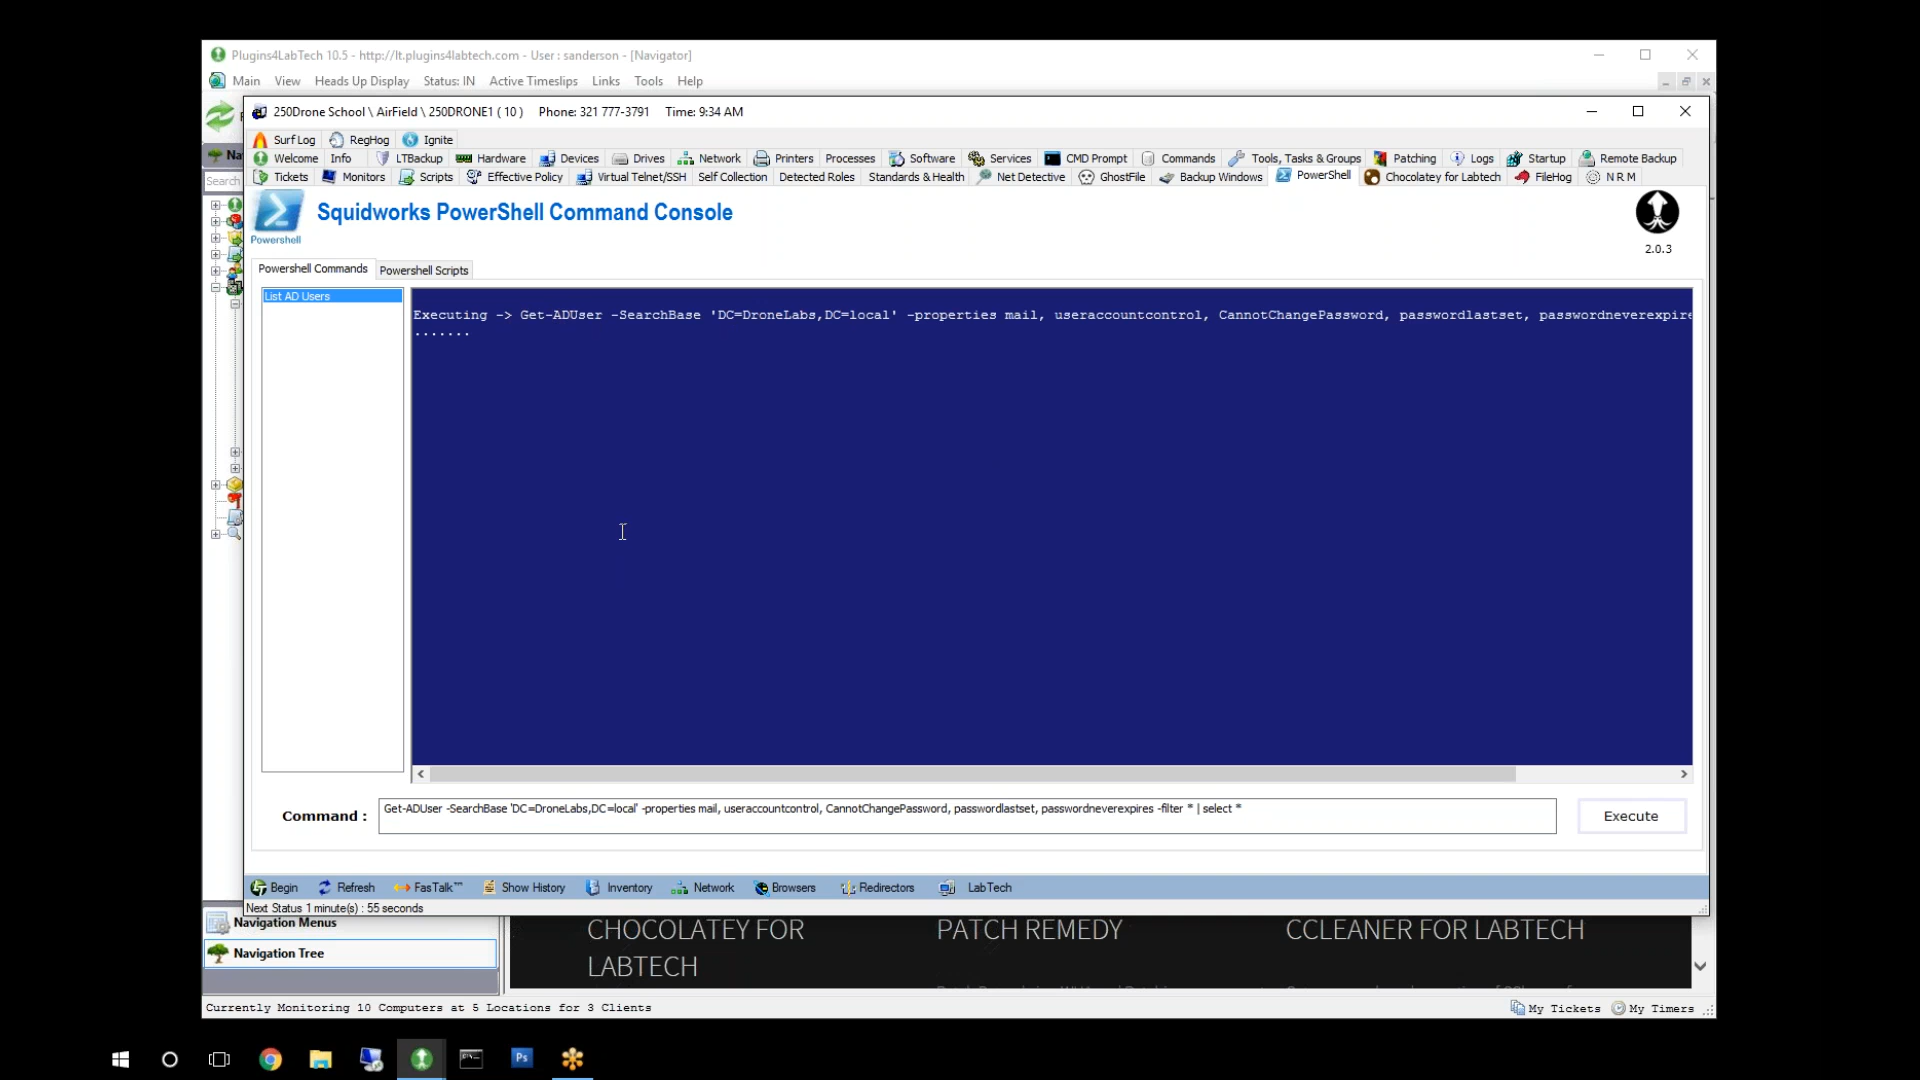 Plugins4LabTech 10.5 - http://lt.plugins4labtech.com - User : sanderson - [Navigator]
Main View Heads Up Display Status: IN Active Timeslips Links Tools Help
250Drone School \ AirField \ 250DRONE1 ( 10 ) Phone: 321 777-3791 Time: 9:34 AM
Surf Log RegHog Ignite
Welcome Info LTBackup Hardware Devices Drives Network Printers Processes Software Services CMD Prompt Commands Tools, Tasks & Groups Patching Logs Startup Remote Backup
Tickets Monitors Scripts Effective Policy Virtual Telnet/SSH Self Collection Detected Roles Standards & Health Net Detective GhostFile Backup Windows PowerShell Chocolatey for Labtech FileHog N R M
Na
Search
Powershell
Squidworks PowerShell Command Console
2.0.3
Powershell Commands Powershell Scripts
List AD Users
Executing -> Get-ADUser -SearchBase 'DC=DroneLabs,DC=local' -properties mail, useraccountcontrol, CannotChangePassword, passwordlastset, passwordneverexpire
.......
Command :
Get-ADUser -SearchBase 'DC=DroneLabs,DC=local' -properties mail, useraccountcontrol, CannotChangePassword, passwordlastset, passwordneverexpires -filter * | select *
Execute
Begin Refresh FasTalk™ Show History Inventory Network Browsers Redirectors LabTech
Next Status 1 minute(s) : 55 seconds
Navigation Menus
Navigation Tree
CHOCOLATEY FOR
LABTECH
PATCH REMEDY
CCLEANER FOR LABTECH
Currently Monitoring 10 Computers at 5 Locations for 3 Clients
My Tickets My Timers
Ps